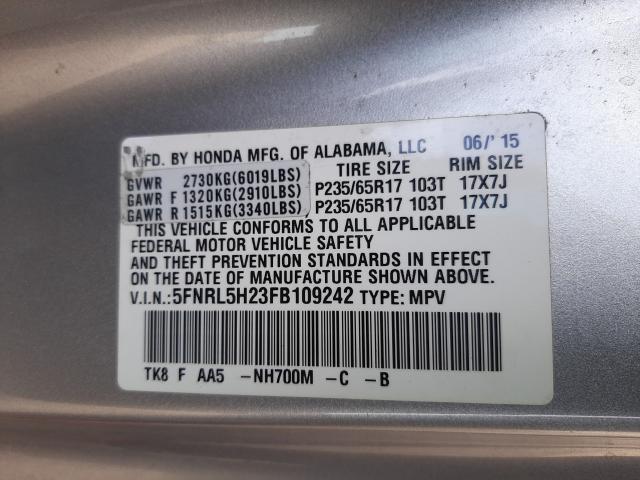 MFD. BY HONDA MFG. OF ALABAMA, LLC 06/'15
TIRE SIZE RIM SIZE
GVWR 2730KG(6019LBS)
GAWR F 1320KG(2910LBS) P235/65R17 103T 17X7J
GAWR R 1515KG(3340LBS) P235/65R17 103T 17X7J
THIS VEHICLE CONFORMS TO ALL APPLICABLE
FEDERAL MOTOR VEHICLE SAFETY
AND THEFT PREVENTION STANDARDS IN EFFECT
ON THE DATE OF MANUFACTURE SHOWN ABOVE.
V.I.N.:5FNRL5H23FB109242 TYPE: MPV
TK8 F AA5 -NH700M -C -B